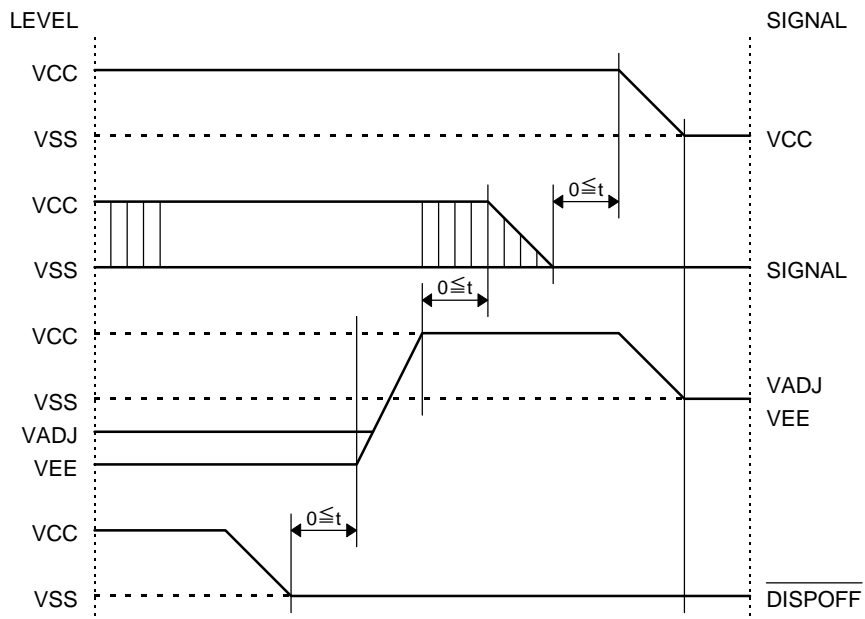 LEVEL SIGNAL
VCC
VSS VCC
VCC 0≦t
VSS SIGNAL
0≦t
VCC
VSS VADJ
VADJ VEE
VEE
VCC 0≦t
VSS DISPOFF